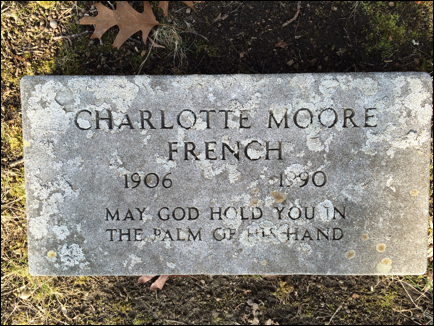 CHARLOTTE MOORE
FRENCH
1906 1990
MAY GOD HOLD YOU IN
THE PALM OF HIS HAND